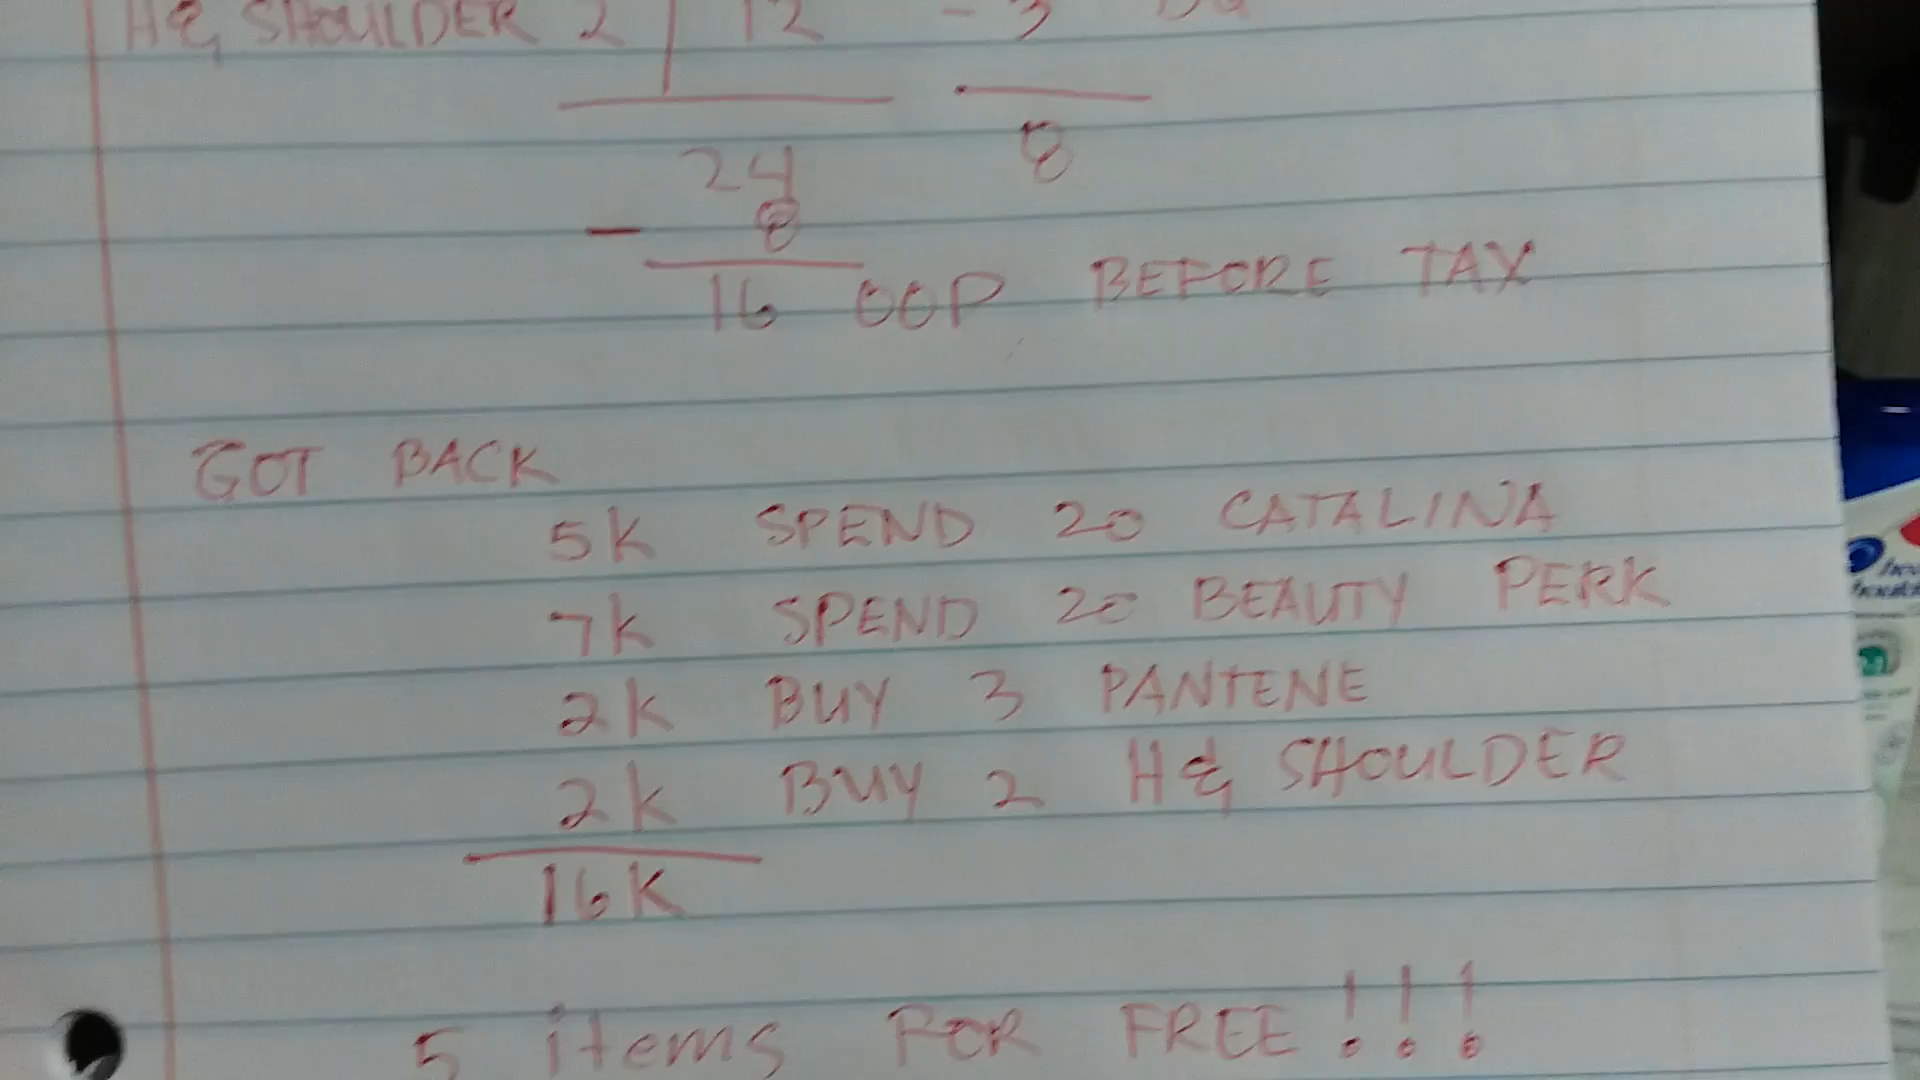 H& SHOULDER 2 12 - 3
24 8
- 8
16 OOP BEFORE TAX
GOT BACK
5K SPEND 20 CATALINA
7K SPEND 20 BEAUTY PERK
2K BUY 3 PANTENE
2K BUY 2 H& SHOULDER
16K
5 items FOR FREE!!!